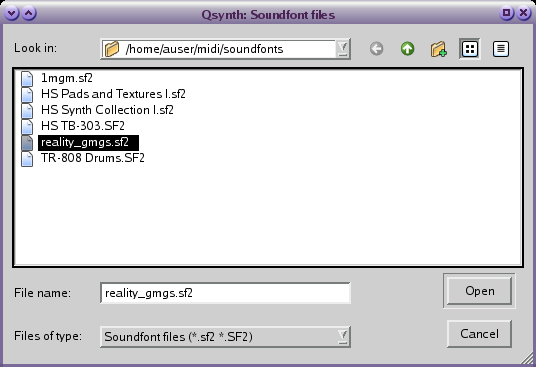 Qsynth: Soundfont files
Look in: /home/auser/midi/soundfonts
1mgm.sf2
HS Pads and Textures I.sf2
HS Synth Collection I.sf2
HS TB-303.SF2
reality_gmgs.sf2
TR-808 Drums.SF2
File name: reality_gmgs.sf2
Open
Files of type: Soundfont files (*.sf2 *.SF2)
Cancel